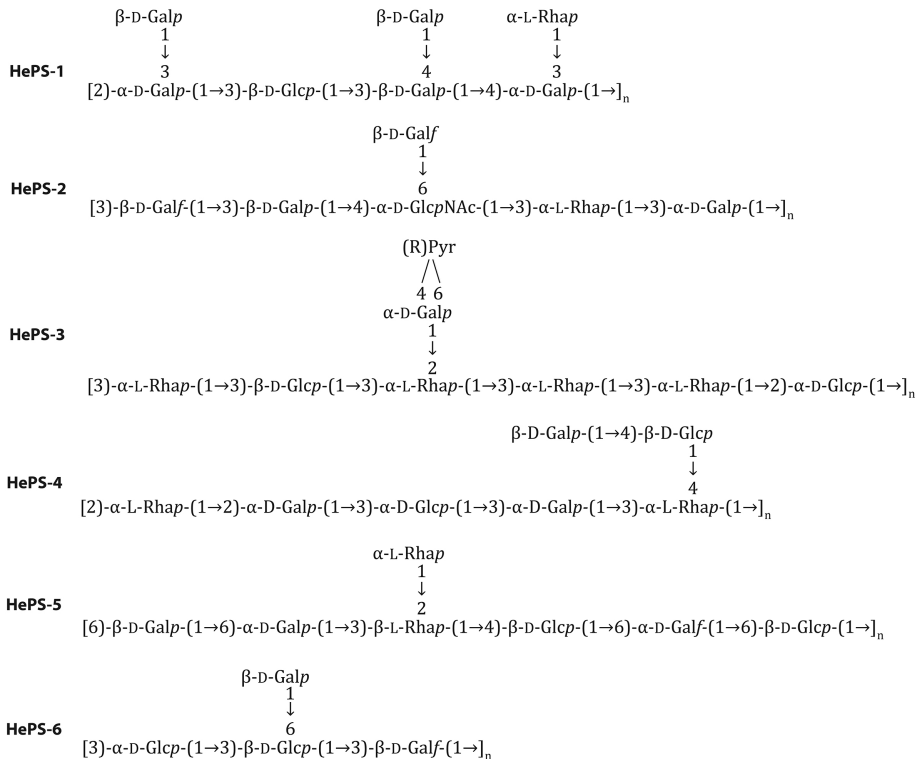 β-D-Galp β-D-Galp α-L-Rhap
1 1 1
↓ ↓ ↓
HePS-1 3 4 3
[2)-α-D-Galp-(1→3)-β-D-Glcp-(1→3)-β-D-Galp-(1→4)-α-D-Galp-(1→]n
β-D-Galf
1
↓
HePS-2 6
[3)-β-D-Galf-(1→3)-β-D-Galp-(1→4)-α-D-GlcpNAc-(1→3)-α-L-Rhap-(1→3)-α-D-Galp-(1→]n
(R)Pyr
4 6
α-D-Galp
HePS-3 1
↓
2
[3)-α-L-Rhap-(1→3)-β-D-Glcp-(1→3)-α-L-Rhap-(1→3)-α-L-Rhap-(1→3)-α-L-Rhap-(1→2)-α-D-Glcp-(1→]n
β-D-Galp-(1→4)-β-D-Glcp
1
↓
HePS-4 4
[2)-α-L-Rhap-(1→2)-α-D-Galp-(1→3)-α-D-Glcp-(1→3)-α-D-Galp-(1→3)-α-L-Rhap-(1→]n
α-L-Rhap
1
↓
HePS-5 2
[6)-β-D-Galp-(1→6)-α-D-Galp-(1→3)-β-L-Rhap-(1→4)-β-D-Glcp-(1→6)-α-D-Galf-(1→6)-β-D-Glcp-(1→]n
β-D-Galp
1
↓
HePS-6 6
[3)-α-D-Glcp-(1→3)-β-D-Glcp-(1→3)-β-D-Galf-(1→]n